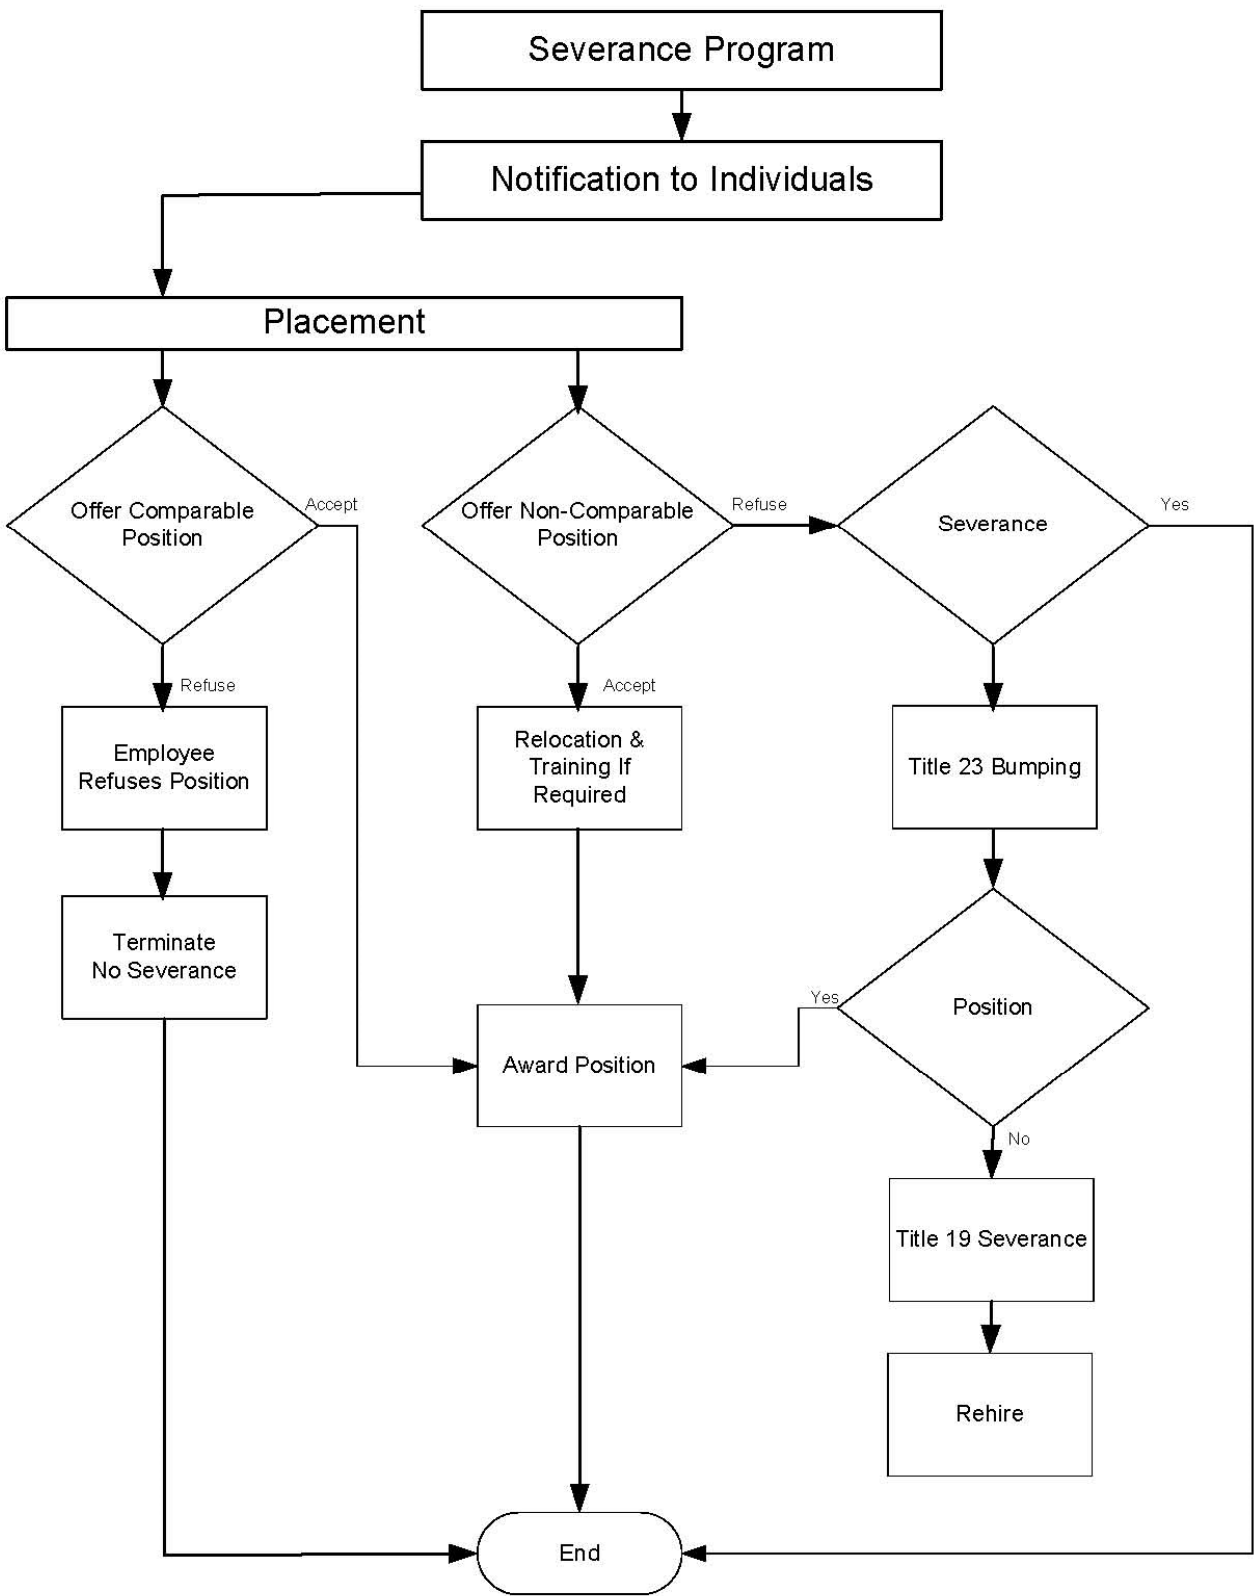 Severance Program
Notification to Individuals
Placement
Offer Comparable
Position
Accept
Offer Non-Comparable
Position
Refuse
Severance
Yes
Refuse
Accept
Employee
Refuses Position
Relocation &
Training If
Required
Title 23 Bumping
Terminate
No Severance
Yes
Position
Award Position
No
Title 19 Severance
Rehire
End